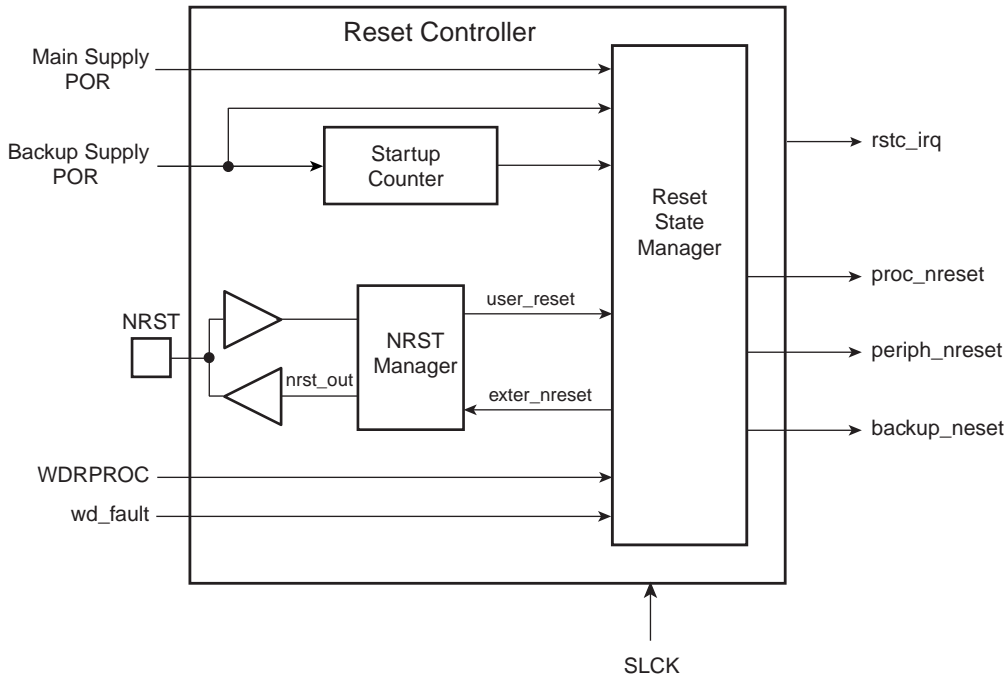 Reset Controller
Main Supply
POR
Backup Supply
POR
Startup
Counter
Reset
State
Manager
rstc_irq
proc_nreset
periph_nreset
backup_neset
NRST
NRST
Manager
user_reset
nrst_out
exter_nreset
WDRPROC
wd_fault
SLCK